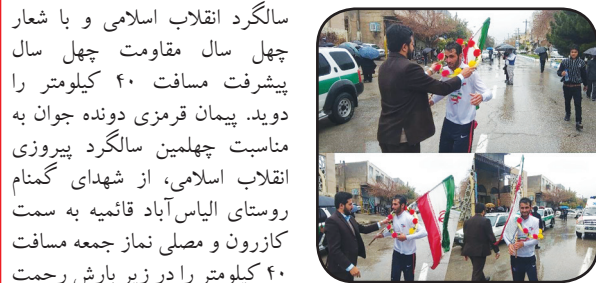 سالگرد انقلاب اسلامی و با شعار
چهل سال مقاومت چهل سال
پیشرفت مسافت ۴۰ کیلومتر را
دوید. پیمان قرمزی دونده جوان به
مناسبت چهلمین سالگرد پیروزی
انقلاب اسلامی، از شهدای گمنام
روستای الیاس‌آباد قائمیه به سمت
کازرون و مصلی نماز جمعه مسافت
۴۰ کیلومتر را در زیر بارش رحمت